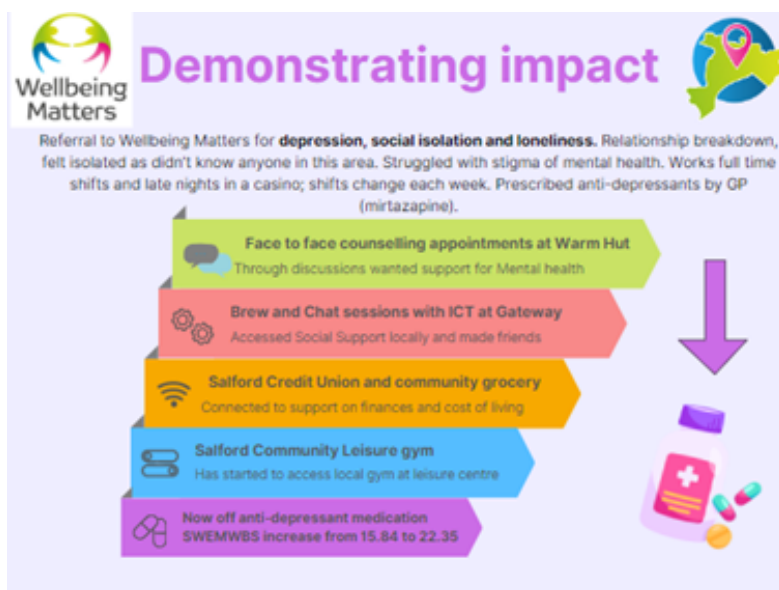 Wellbeing
Matters
Demonstrating impact
Referral to Wellbeing Matters for depression, social isolation and loneliness. Relationship breakdown,
felt isolated as didn't know anyone in this area. Struggled with stigma of mental health. Works full time
shifts and late nights in a casino; shifts change each week. Prescribed anti-depressants by GP
(mirtazapine).
Face to face counselling appointments at Warm Hut
Through discussions wanted support for Mental health
Brew and Chat sessions with ICT at Gateway
Accessed Social Support locally and made friends
Salford Credit Union and community grocery
Connected to support on finances and cost of living
Salford Community Leisure gym
Has started to access local gym at leisure centre
Now off anti-depressant medication
SWEMWBS increase from 15.84 to 22.35